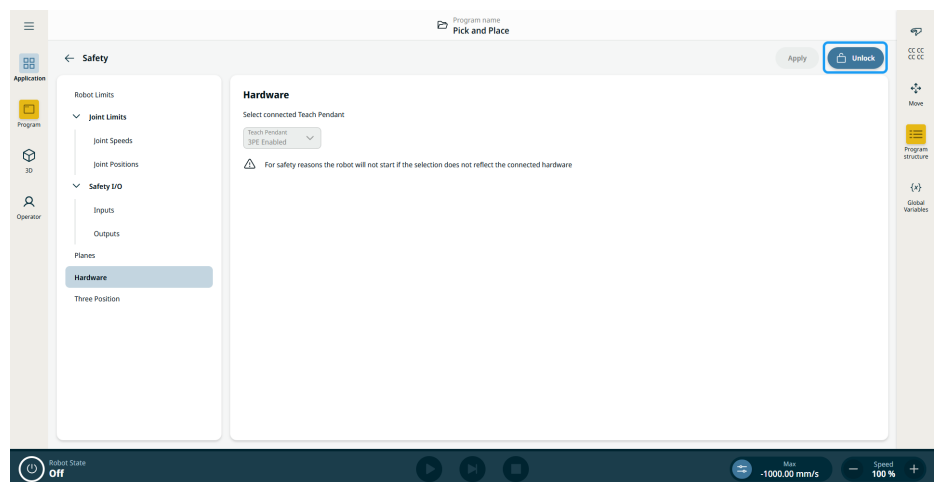 Program name
Pick and Place
Application
Program
3D
Operator
Safety
Apply
Unlock
Robot Limits
Joint Limits
Joint Speeds
Joint Positions
Safety I/O
Inputs
Outputs
Planes
Hardware
Three Position
Hardware
Select connected Teach Pendant
Teach Pendant
3PE Enabled
For safety reasons the robot will not start if the selection does not reflect the connected hardware
CC CC
CC CC
Move
Program
structure
{x}
Global
Variables
Robot State
Off
Max
-1000.00 mm/s
Speed
100 %